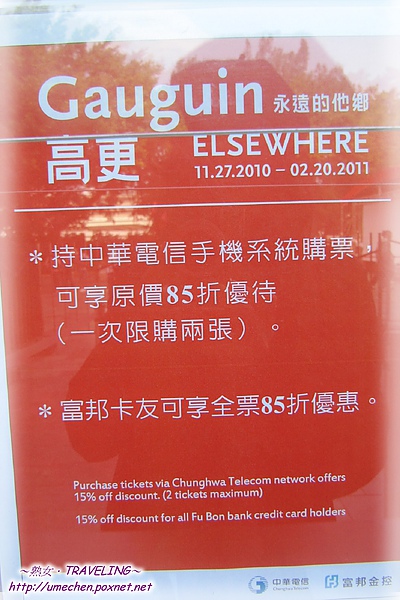 Gauguin 永遠的他鄉
高更 ELSEWHERE
11.27.2010 – 02.20.2011
＊持中華電信手機系統購票，
可享原價85折優待
（一次限購兩張）。
＊富邦卡友可享全票85折優惠。
Purchase tickets via Chunghwa Telecom network offers
15% off discount. (2 tickets maximum)
15% off discount for all Fu Bon bank credit card holders
中華電信 富邦金控
Chunghwa Telecom
～熟女．TRAVELING～
http://umechen.poxnet.net